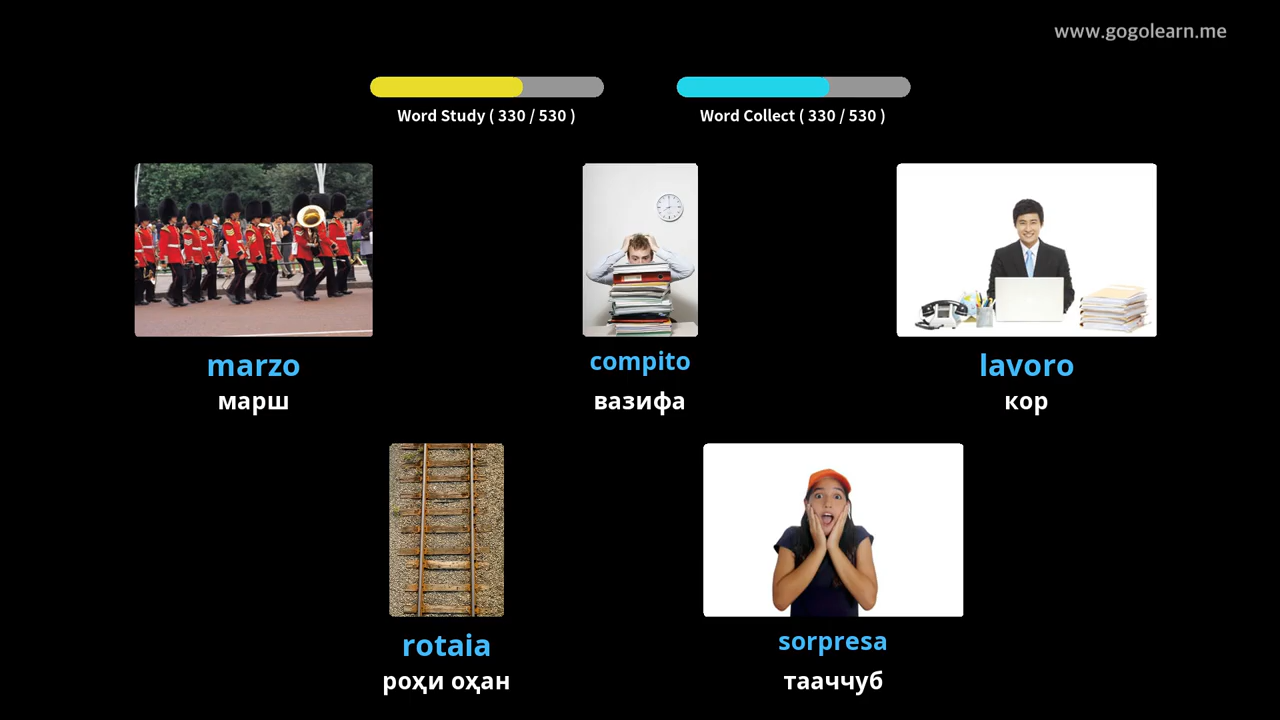 www.gogolearn.me
Word Study ( 330 / 530 )
Word Collect ( 330 / 530 )
marzo
марш
compito
вазифа
lavoro
кор
rotaia
роҳи оҳан
sorpresa
тааччуб